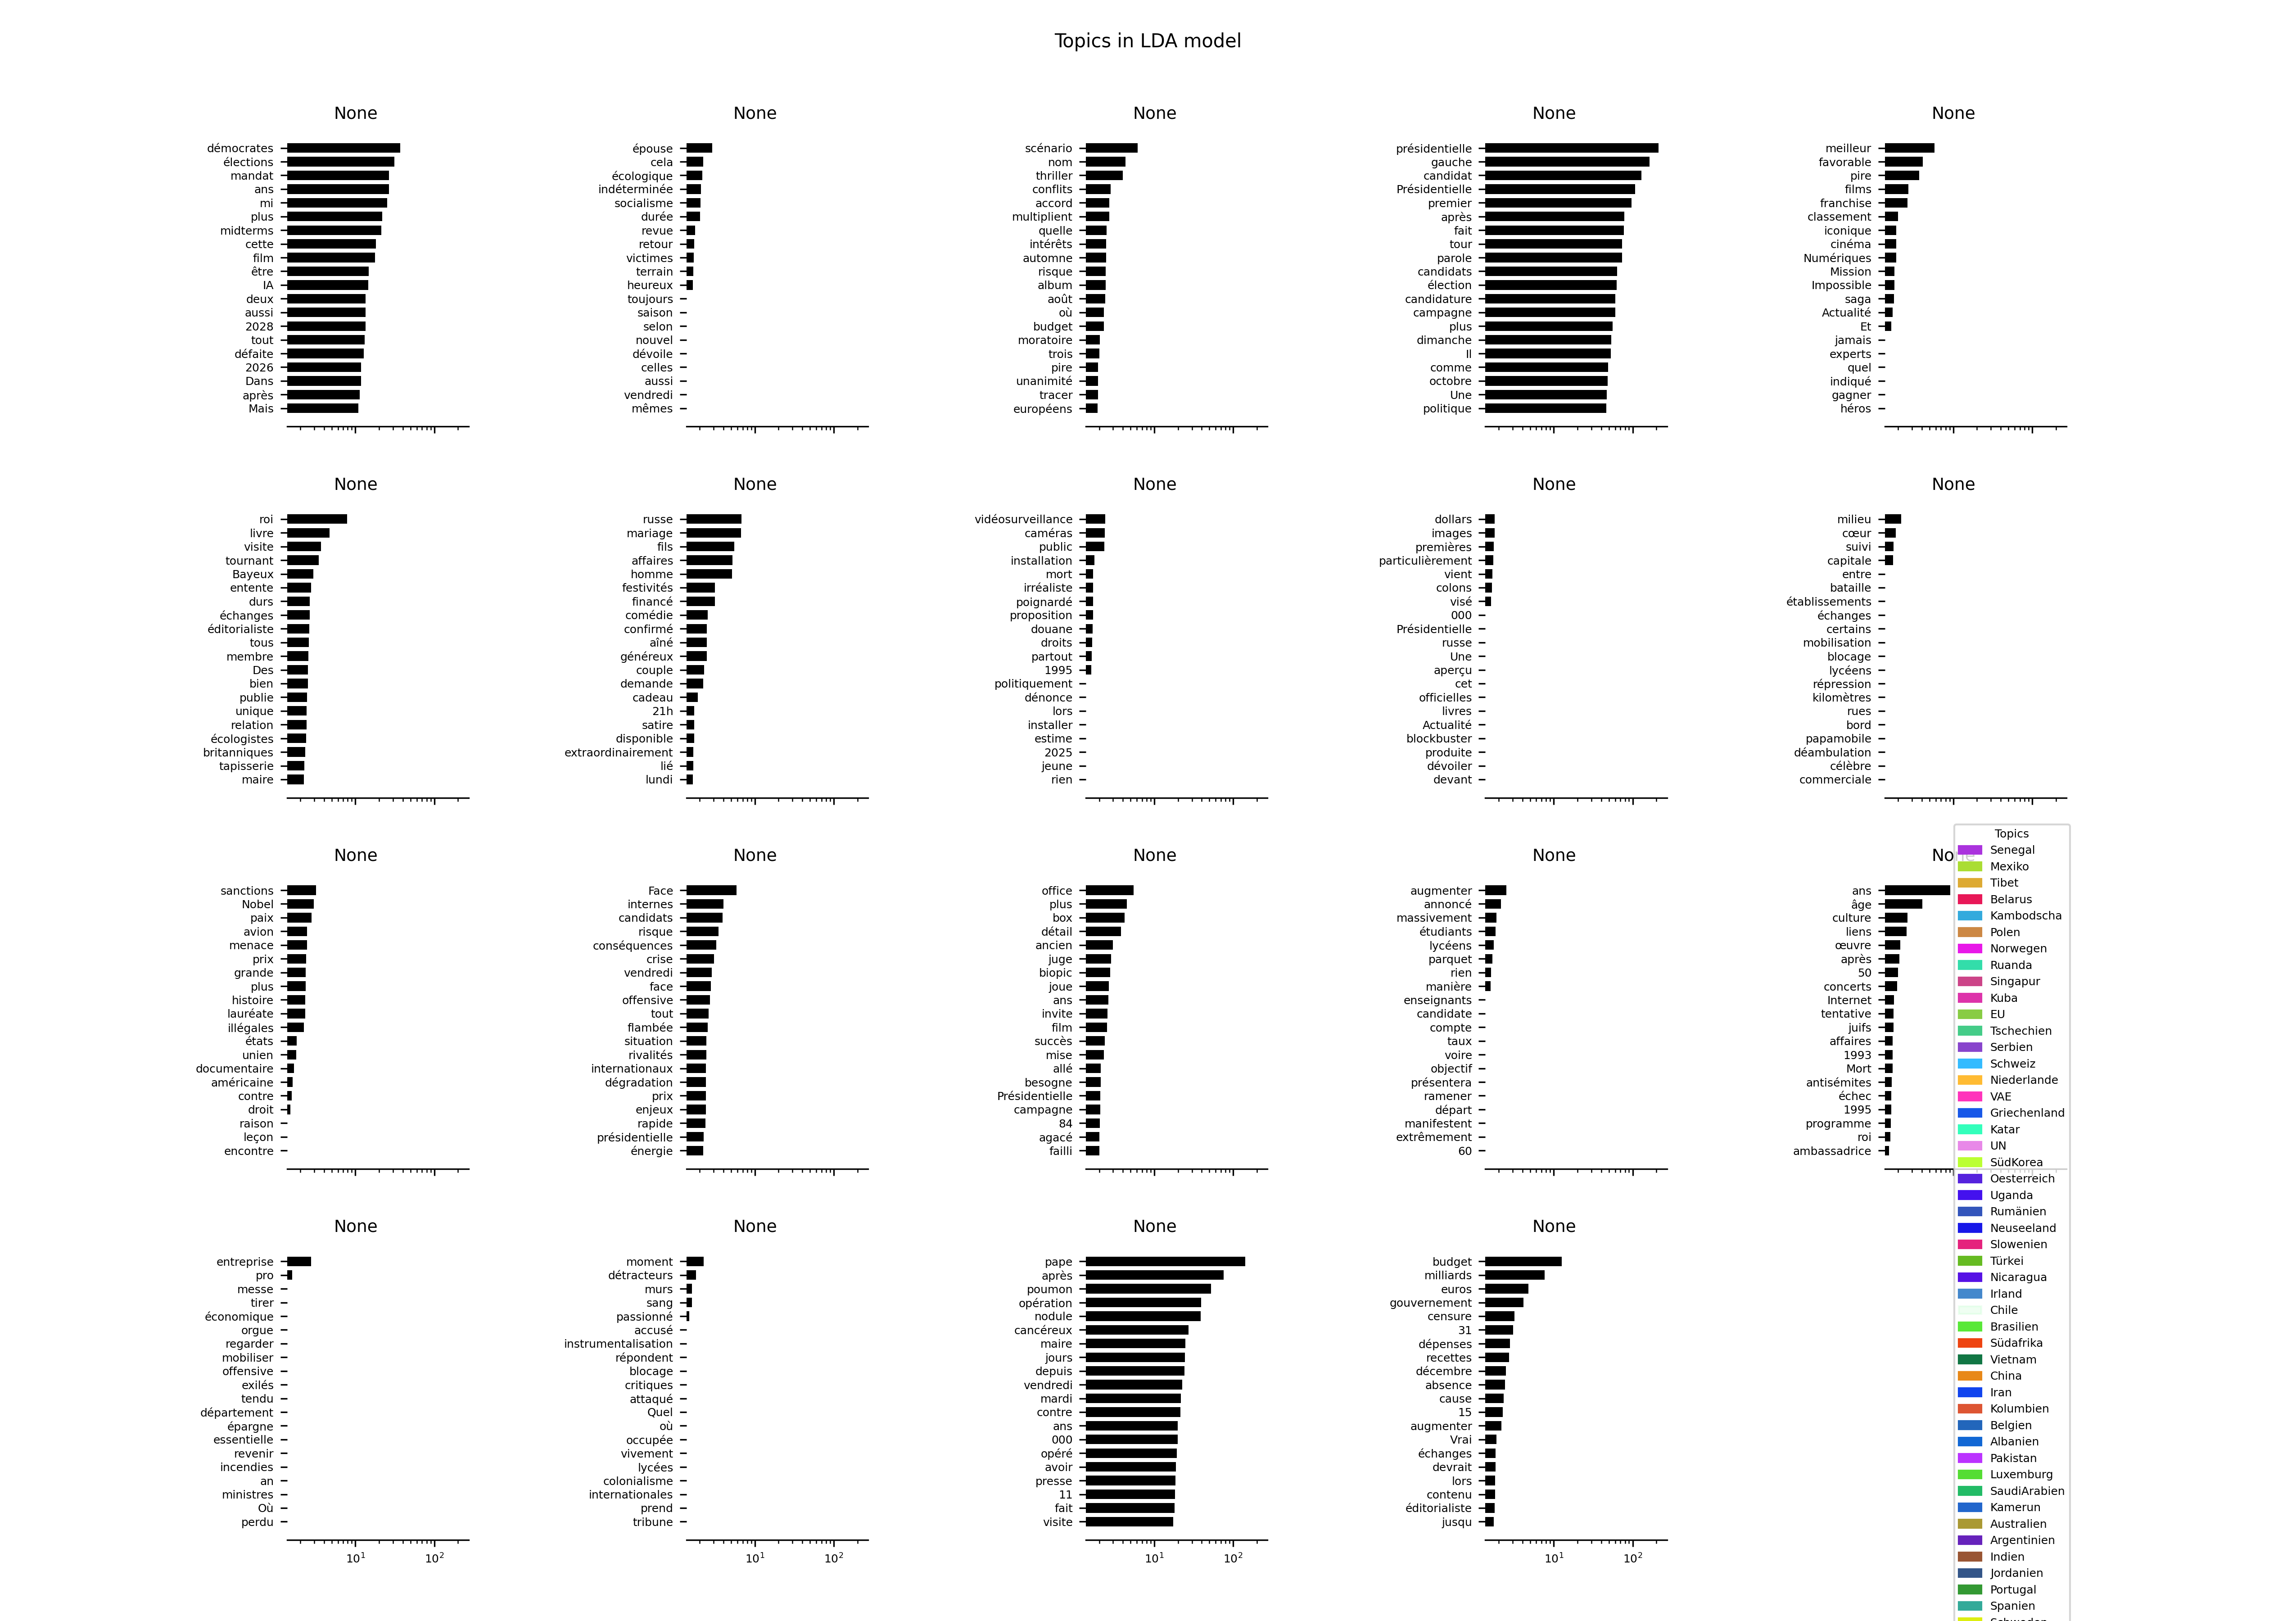 Topics in LDA model
None
démocrates
élections
mandat
ans
mi
plus
midterms
cette
film
être
IA
deux
aussi
2028
tout
défaite
2026
Dans
après
Mais
None
épouse
cela
écologique
indéterminée
socialisme
durée
revue
retour
victimes
terrain
heureux
toujours
saison
selon
nouvel
dévoile
celles
aussi
vendredi
mêmes
None
scénario
nom
thriller
conflits
accord
multiplient
quelle
intérêts
automne
risque
album
août
où
budget
moratoire
trois
pire
unanimité
tracer
européens
None
présidentielle
gauche
candidat
Présidentielle
premier
après
fait
tour
parole
candidats
élection
candidature
campagne
plus
dimanche
Il
comme
octobre
Une
politique
None
meilleur
favorable
pire
films
franchise
classement
iconique
cinéma
Numériques
Mission
Impossible
saga
Actualité
Et
jamais
experts
quel
indiqué
gagner
héros
None
roi
livre
visite
tournant
Bayeux
entente
durs
échanges
éditorialiste
tous
membre
Des
bien
publie
unique
relation
écologistes
britanniques
tapisserie
maire
None
russe
mariage
fils
affaires
homme
festivités
financé
comédie
confirmé
aîné
généreux
couple
demande
cadeau
21h
satire
disponible
extraordinairement
lié
lundi
None
vidéosurveillance
caméras
public
installation
mort
irréaliste
poignardé
proposition
douane
droits
partout
1995
politiquement
dénonce
lors
installer
estime
2025
jeune
rien
None
dollars
images
premières
particulièrement
vient
colons
visé
000
Présidentielle
russe
Une
aperçu
cet
officielles
livres
Actualité
blockbuster
produite
dévoiler
devant
None
milieu
cœur
suivi
capitale
entre
bataille
établissements
échanges
certains
mobilisation
blocage
lycéens
répression
kilomètres
rues
bord
papamobile
déambulation
célèbre
commerciale
None
sanctions
Nobel
paix
avion
menace
prix
grande
plus
histoire
lauréate
illégales
états
unien
documentaire
américaine
contre
droit
raison
leçon
encontre
None
Face
internes
candidats
risque
conséquences
crise
vendredi
face
offensive
tout
flambée
situation
rivalités
internationaux
dégradation
prix
enjeux
rapide
présidentielle
énergie
None
office
plus
box
détail
ancien
juge
biopic
joue
ans
invite
film
succès
mise
allé
besogne
Présidentielle
campagne
84
agacé
failli
None
augmenter
annoncé
massivement
étudiants
lycéens
parquet
rien
manière
enseignants
candidate
compte
taux
voire
objectif
présentera
ramener
départ
manifestent
extrêmement
60
None
ans
âge
culture
liens
œuvre
après
50
concerts
Internet
tentative
juifs
affaires
1993
Mort
antisémites
échec
1995
programme
roi
ambassadrice
None
entreprise
pro
messe
tirer
économique
orgue
regarder
mobiliser
offensive
exilés
tendu
département
épargne
essentielle
revenir
incendies
an
ministres
Où
perdu
10¹ 10²
None
moment
détracteurs
murs
sang
passionné
accusé
instrumentalisation
répondent
blocage
critiques
attaqué
Quel
où
occupée
vivement
lycées
colonialisme
internationales
prend
tribune
10¹ 10²
None
pape
après
poumon
opération
nodule
cancéreux
maire
jours
depuis
vendredi
mardi
contre
ans
000
opéré
avoir
presse
11
fait
visite
10¹ 10²
None
budget
milliards
euros
gouvernement
censure
31
dépenses
recettes
décembre
absence
cause
15
augmenter
Vrai
échanges
devrait
lors
contenu
éditorialiste
jusqu
10¹ 10²
Topics
Senegal
Mexiko
Tibet
Belarus
Kambodscha
Polen
Norwegen
Ruanda
Singapur
Kuba
EU
Tschechien
Serbien
Schweiz
Niederlande
VAE
Griechenland
Katar
UN
SüdKorea
Oesterreich
Uganda
Rumänien
Neuseeland
Slowenien
Türkei
Nicaragua
Irland
Chile
Brasilien
Südafrika
Vietnam
China
Iran
Kolumbien
Belgien
Albanien
Pakistan
Luxemburg
SaudiArabien
Kamerun
Australien
Argentinien
Indien
Jordanien
Portugal
Spanien